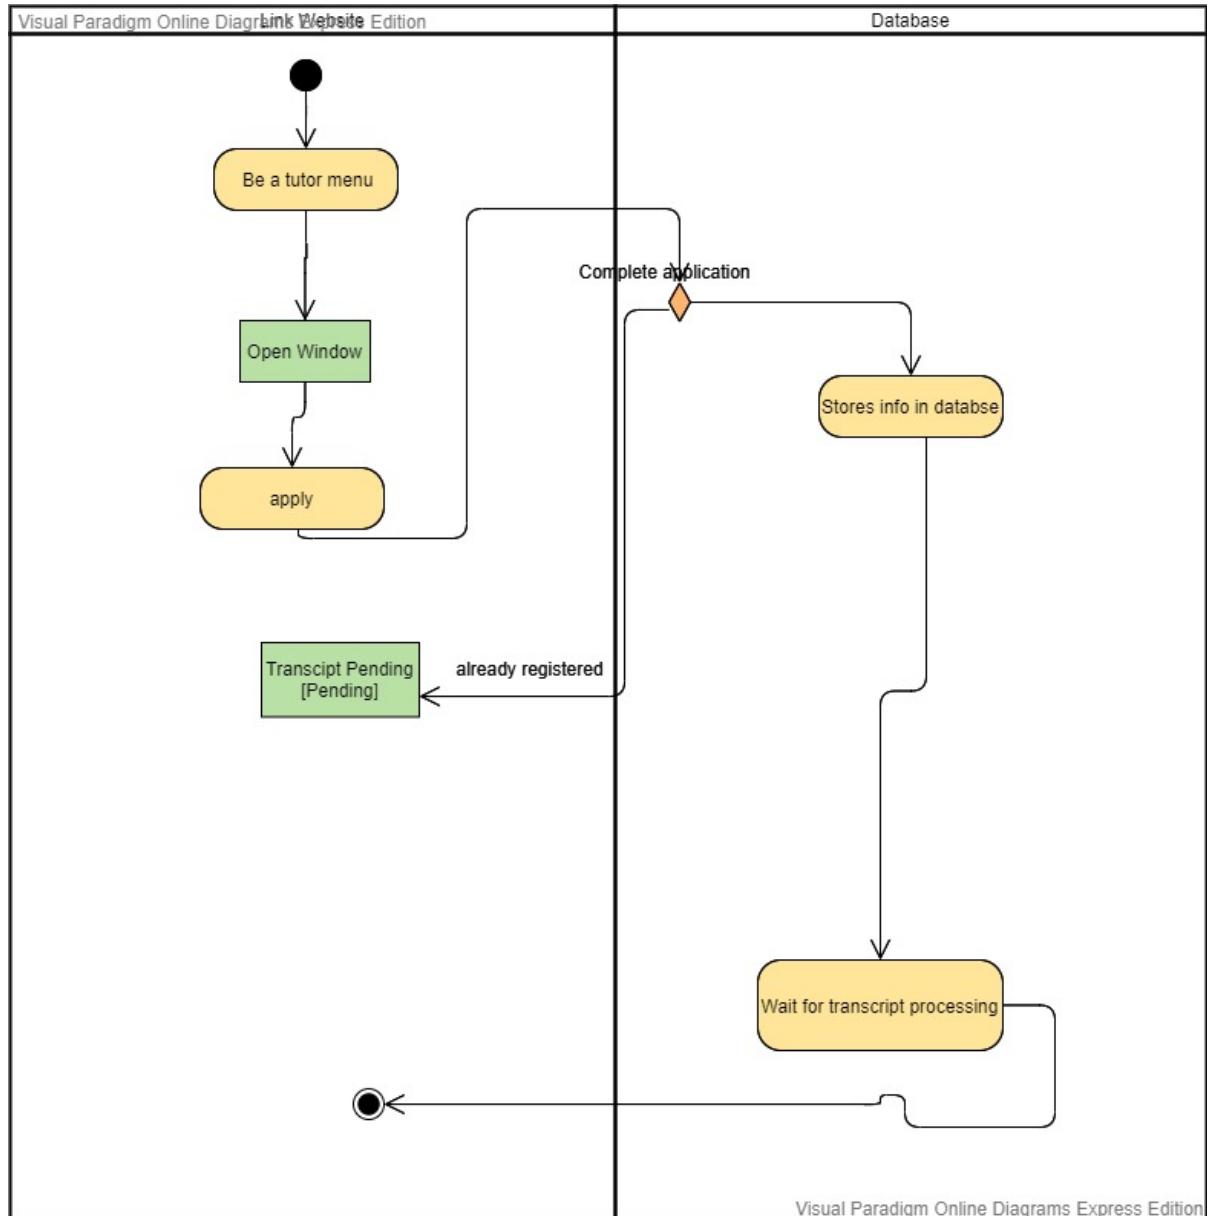 Visual Paradigm Online Diagrams Express Edition
Link Website
Database
Be a tutor menu
Complete application
Open Window
Stores info in databse
apply
Transcipt Pending
[Pending]
already registered
Wait for transcript processing
Visual Paradigm Online Diagrams Express Edition